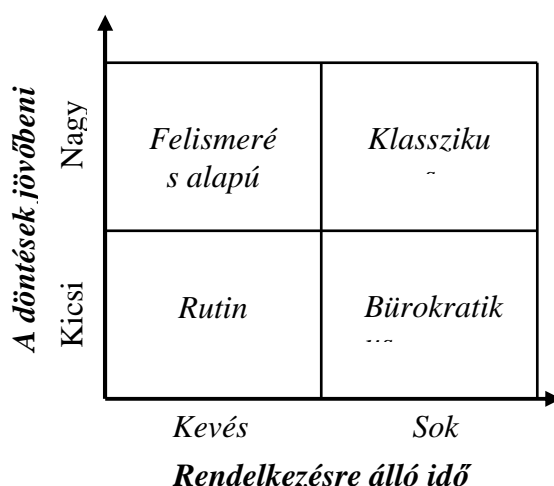 A döntések jövőbeni
Nagy
Kicsi
Felismeré
s alapú
Klassziku
Rutin
Bürokratik
Kevés
Sok
Rendelkezésre álló idő